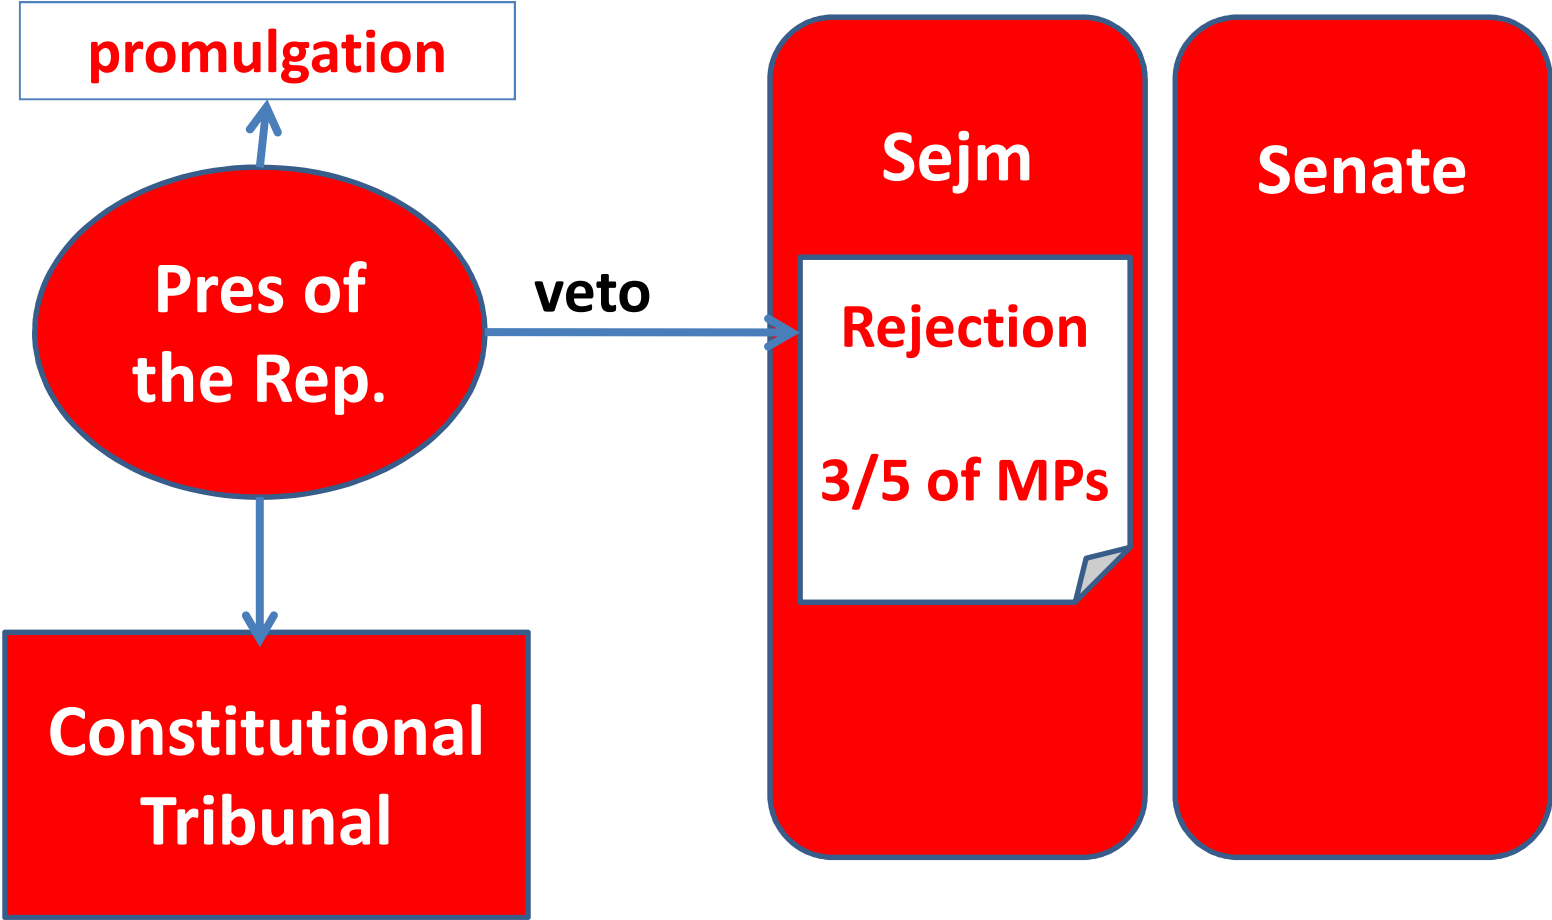 promulgation
Pres of
the Rep.
veto
Constitutional
Tribunal
Sejm
Rejection
3/5 of MPs
Senate